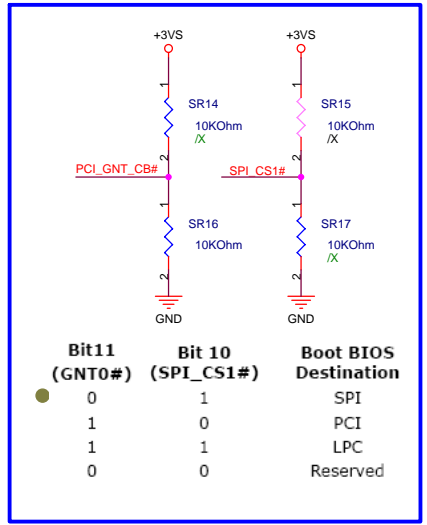 +3VS +3VS
1 1
SR14 SR15
10KOhm 10KOhm
/X /X
2 2
PCI_GNT_CB# SPI_CS1#
1 1
SR16 SR17
10KOhm 10KOhm
/X
2 2
GND GND
Bit11 Bit 10 Boot BIOS
(GNT0#) (SPI_CS1#) Destination
0 1 SPI
1 0 PCI
1 1 LPC
0 0 Reserved